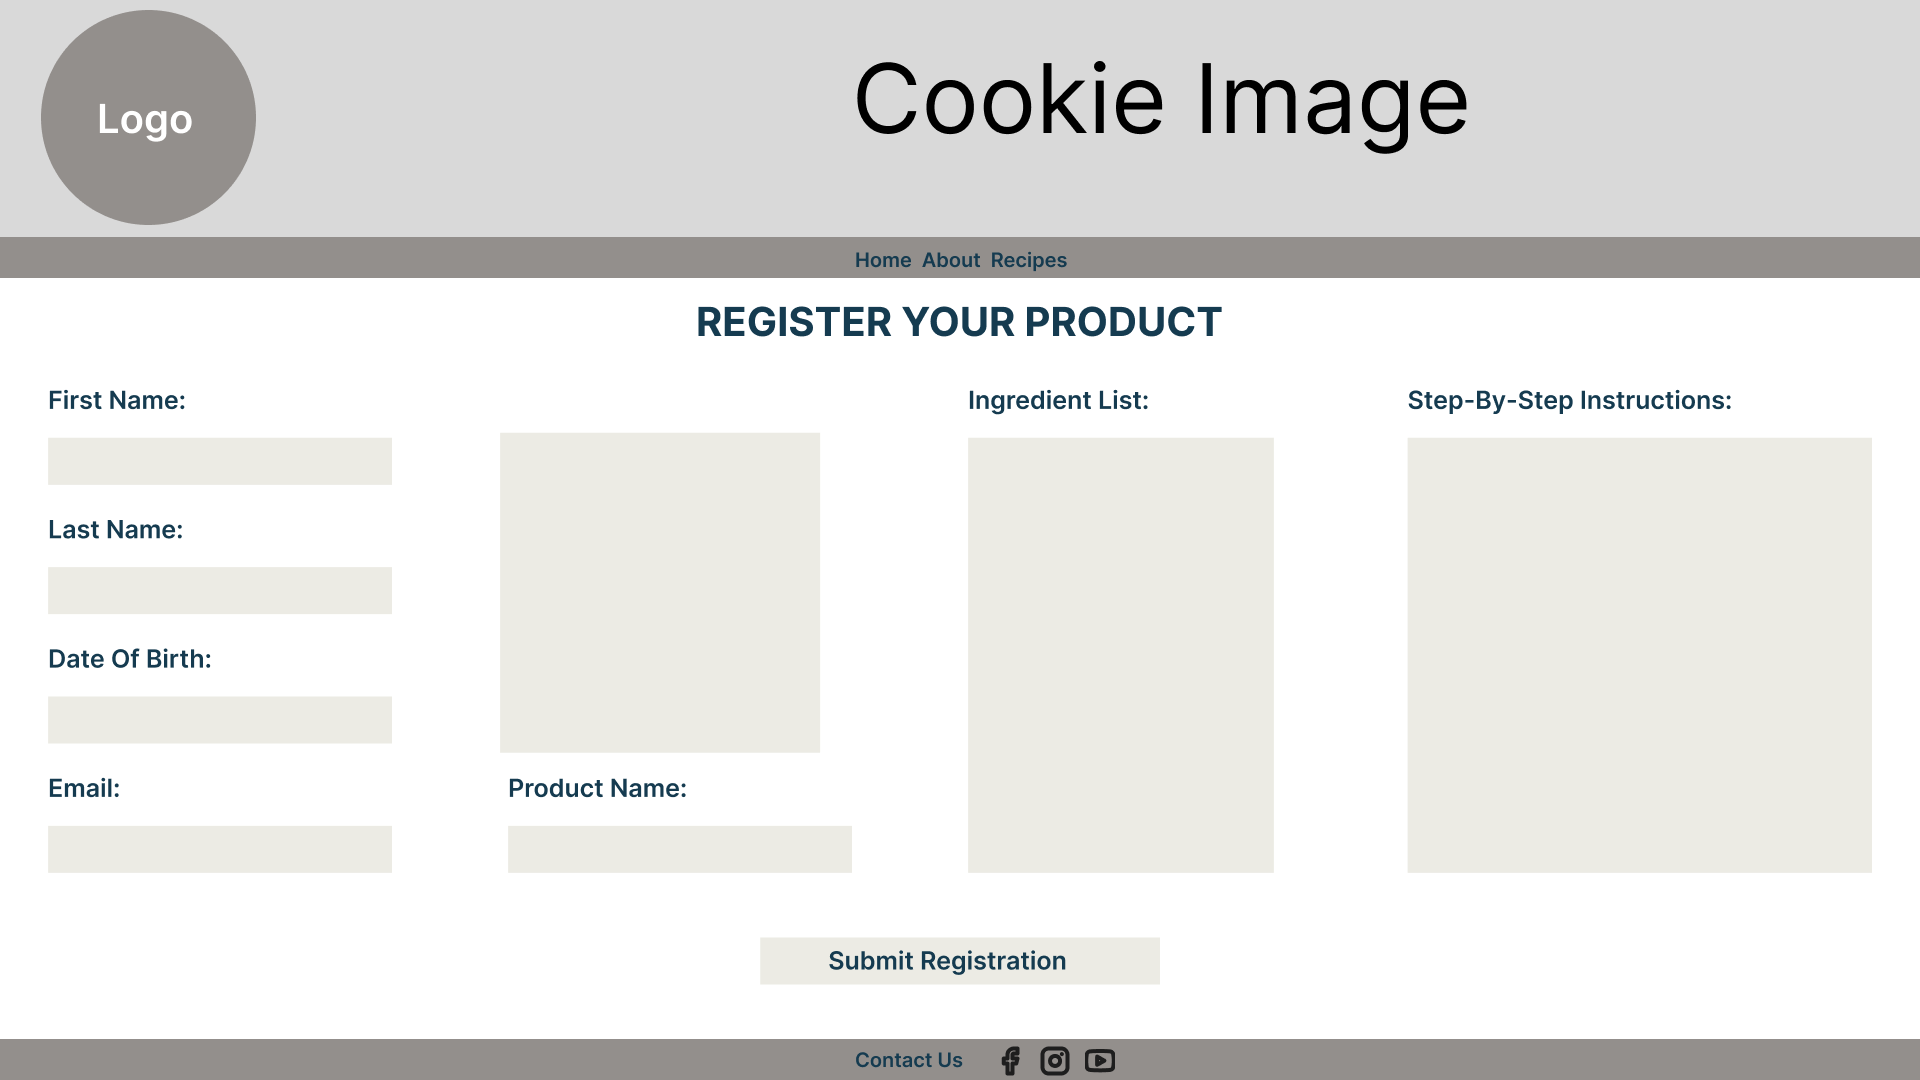 Logo
Cookie Image
Home About Recipes
REGISTER YOUR PRODUCT
First Name:
Last Name:
Date Of Birth:
Email:
Product Name:
Ingredient List:
Step-By-Step Instructions:
Submit Registration
Contact Us